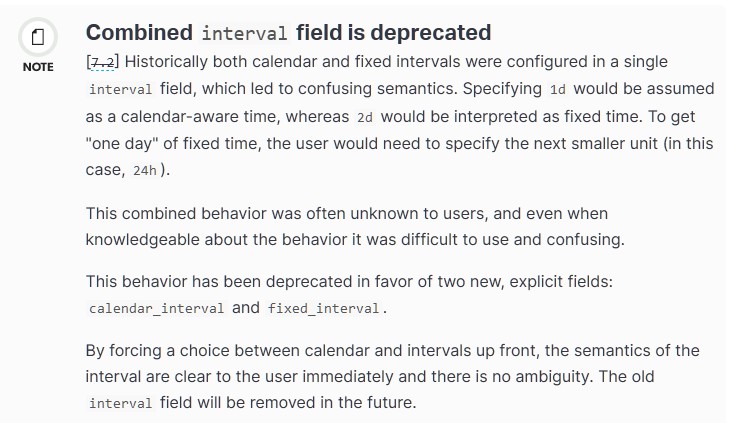 Combined interval field is deprecated
NOTE
[7.2] Historically both calendar and fixed intervals were configured in a single
interval field, which led to confusing semantics. Specifying 1d would be assumed
as a calendar-aware time, whereas 2d would be interpreted as fixed time. To get
"one day" of fixed time, the user would need to specify the next smaller unit (in this
case, 24h).
This combined behavior was often unknown to users, and even when
knowledgeable about the behavior it was difficult to use and confusing.
This behavior has been deprecated in favor of two new, explicit fields:
calendar_interval and fixed_interval.
By forcing a choice between calendar and intervals up front, the semantics of the
interval are clear to the user immediately and there is no ambiguity. The old
interval field will be removed in the future.